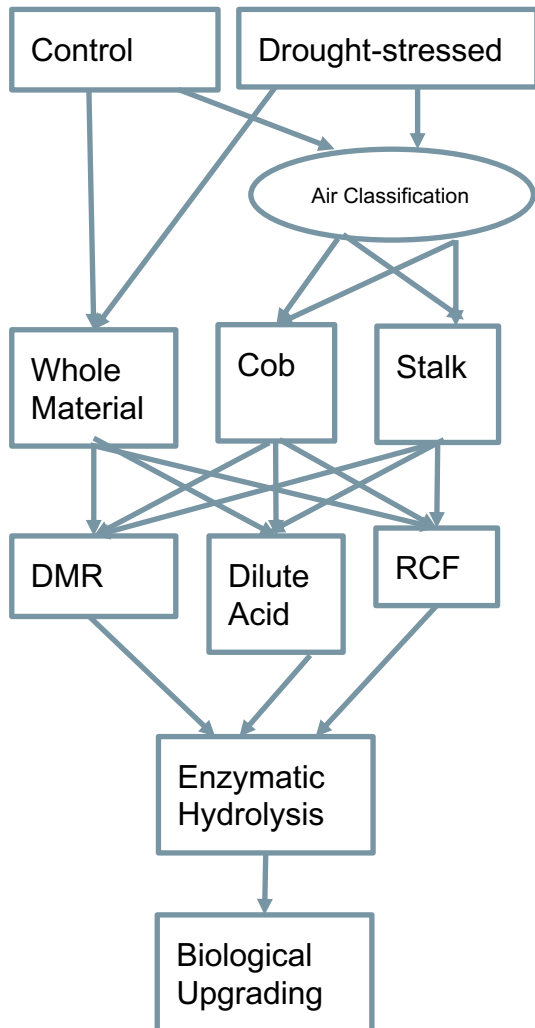 Control
Drought-stressed
Air Classification
Whole
Material
Cob
Stalk
DMR
Dilute
Acid
RCF
Enzymatic
Hydrolysis
Biological
Upgrading